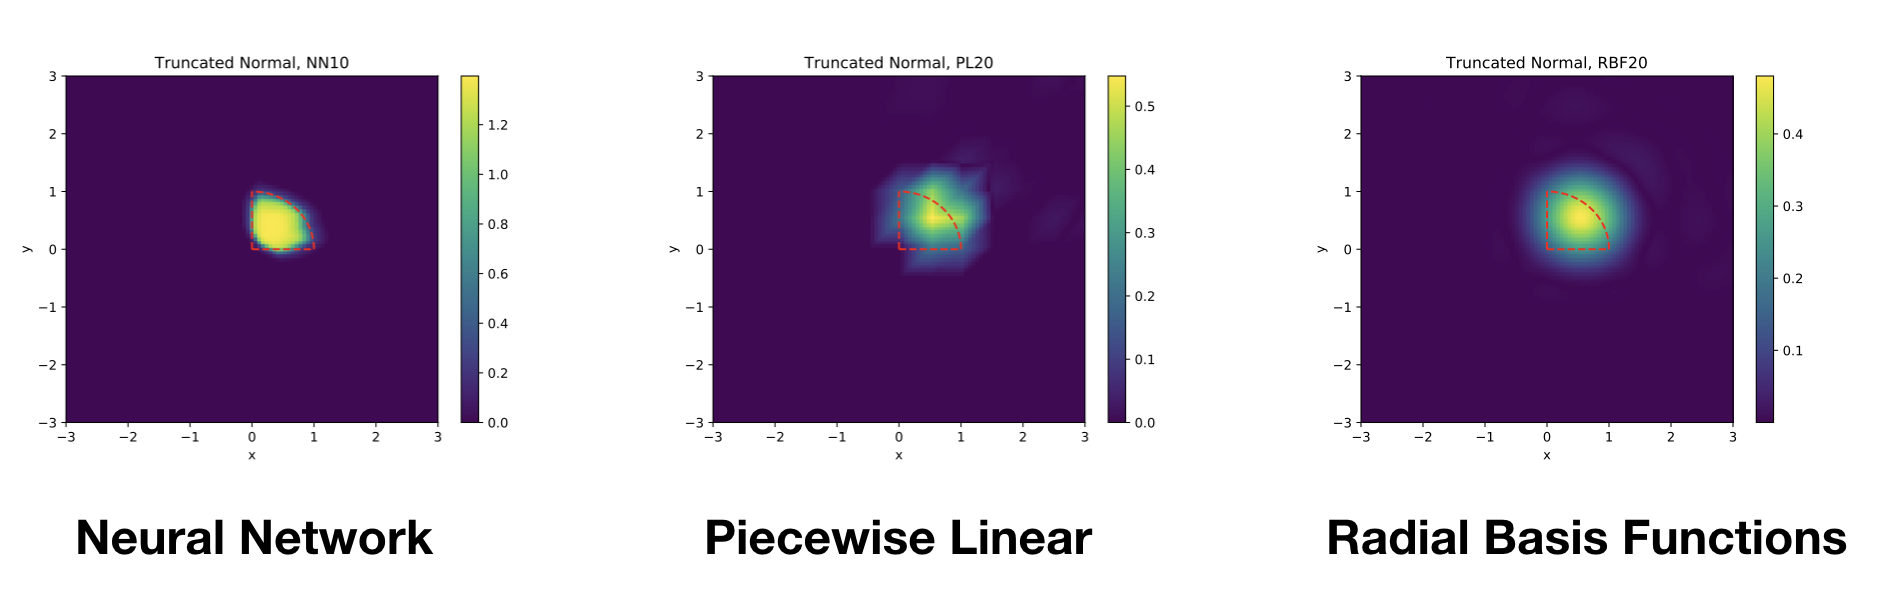 Truncated Normal, NN10
3
2
1
0
−1
−2
−3
y
−3 −2 −1 0 1 2 3
x
1.2
1.0
0.8
0.6
0.4
0.2
0.0
Truncated Normal, PL20
3
2
1
0
−1
−2
−3
y
−3 −2 −1 0 1 2 3
x
0.5
0.4
0.3
0.2
0.1
0.0
Truncated Normal, RBF20
3
2
1
0
−1
−2
−3
y
−3 −2 −1 0 1 2 3
x
0.4
0.3
0.2
0.1
Neural Network
Piecewise Linear
Radial Basis Functions